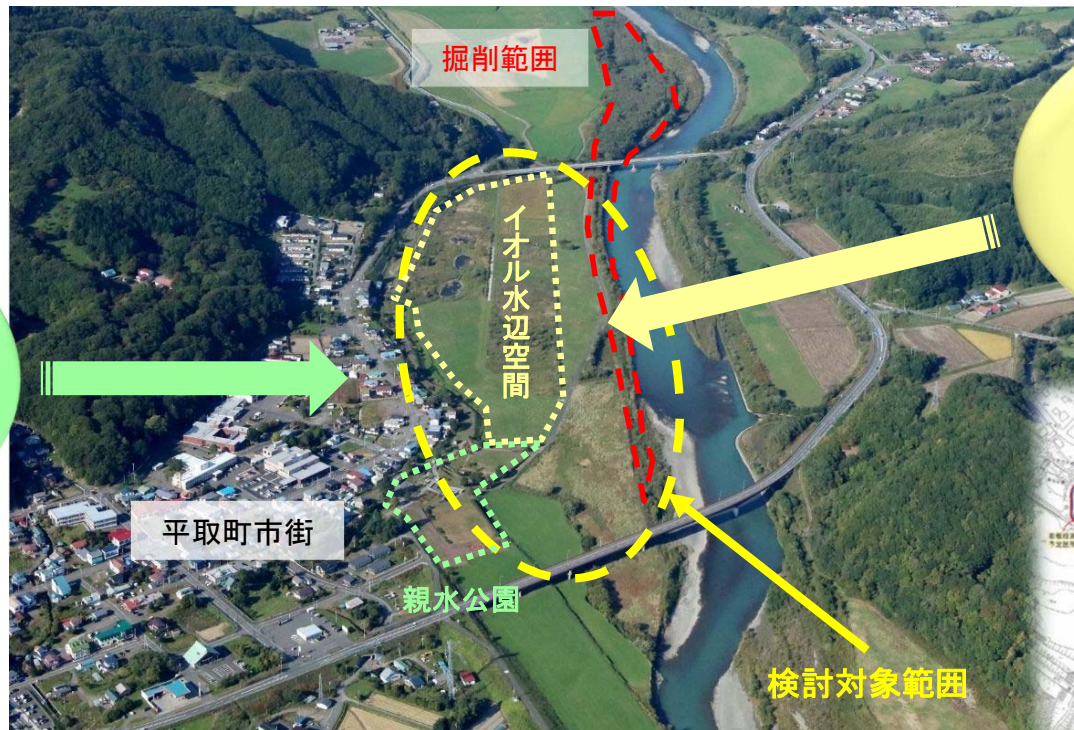 掘削範囲
イオル水辺空間
平取町市街
親水公園
検討対象範囲